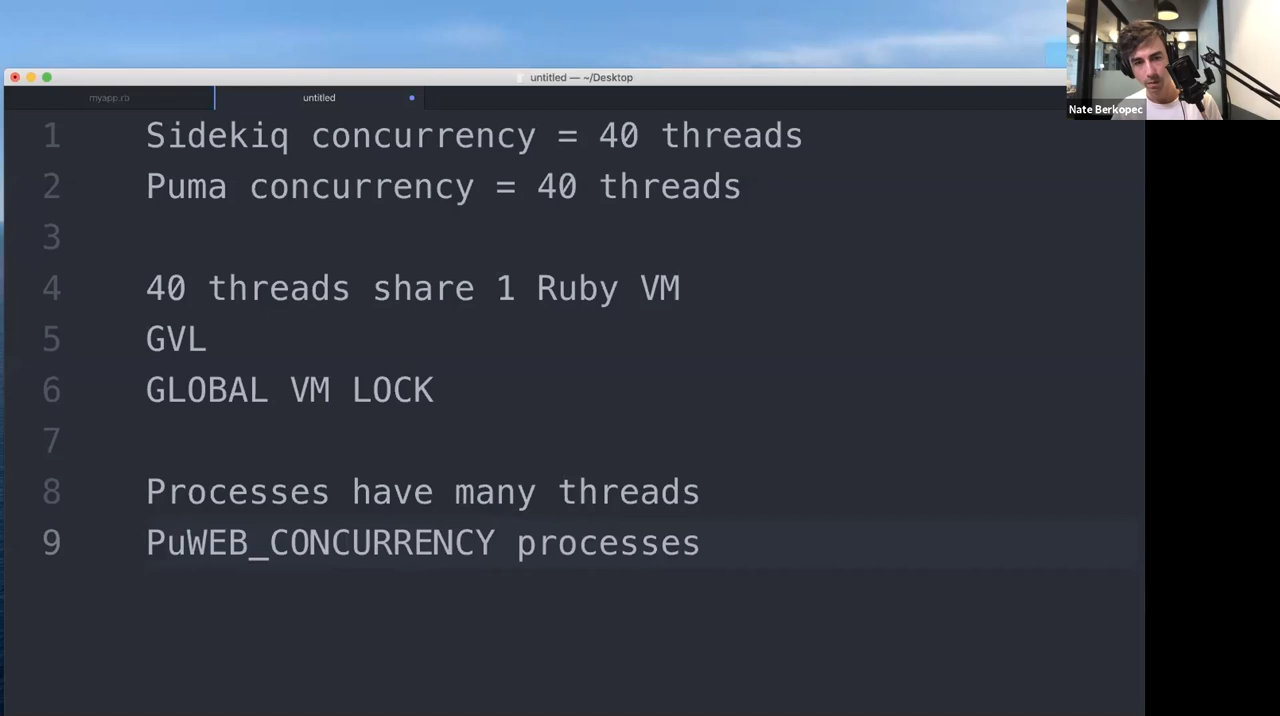 untitled — ~/Desktop
myapp.rb
untitled
Nate Berkopec
1 Sidekiq concurrency = 40 threads
2 Puma concurrency = 40 threads
3
4 40 threads share 1 Ruby VM
5 GVL
6 GLOBAL VM LOCK
7
8 Processes have many threads
9 PuWEB_CONCURRENCY processes